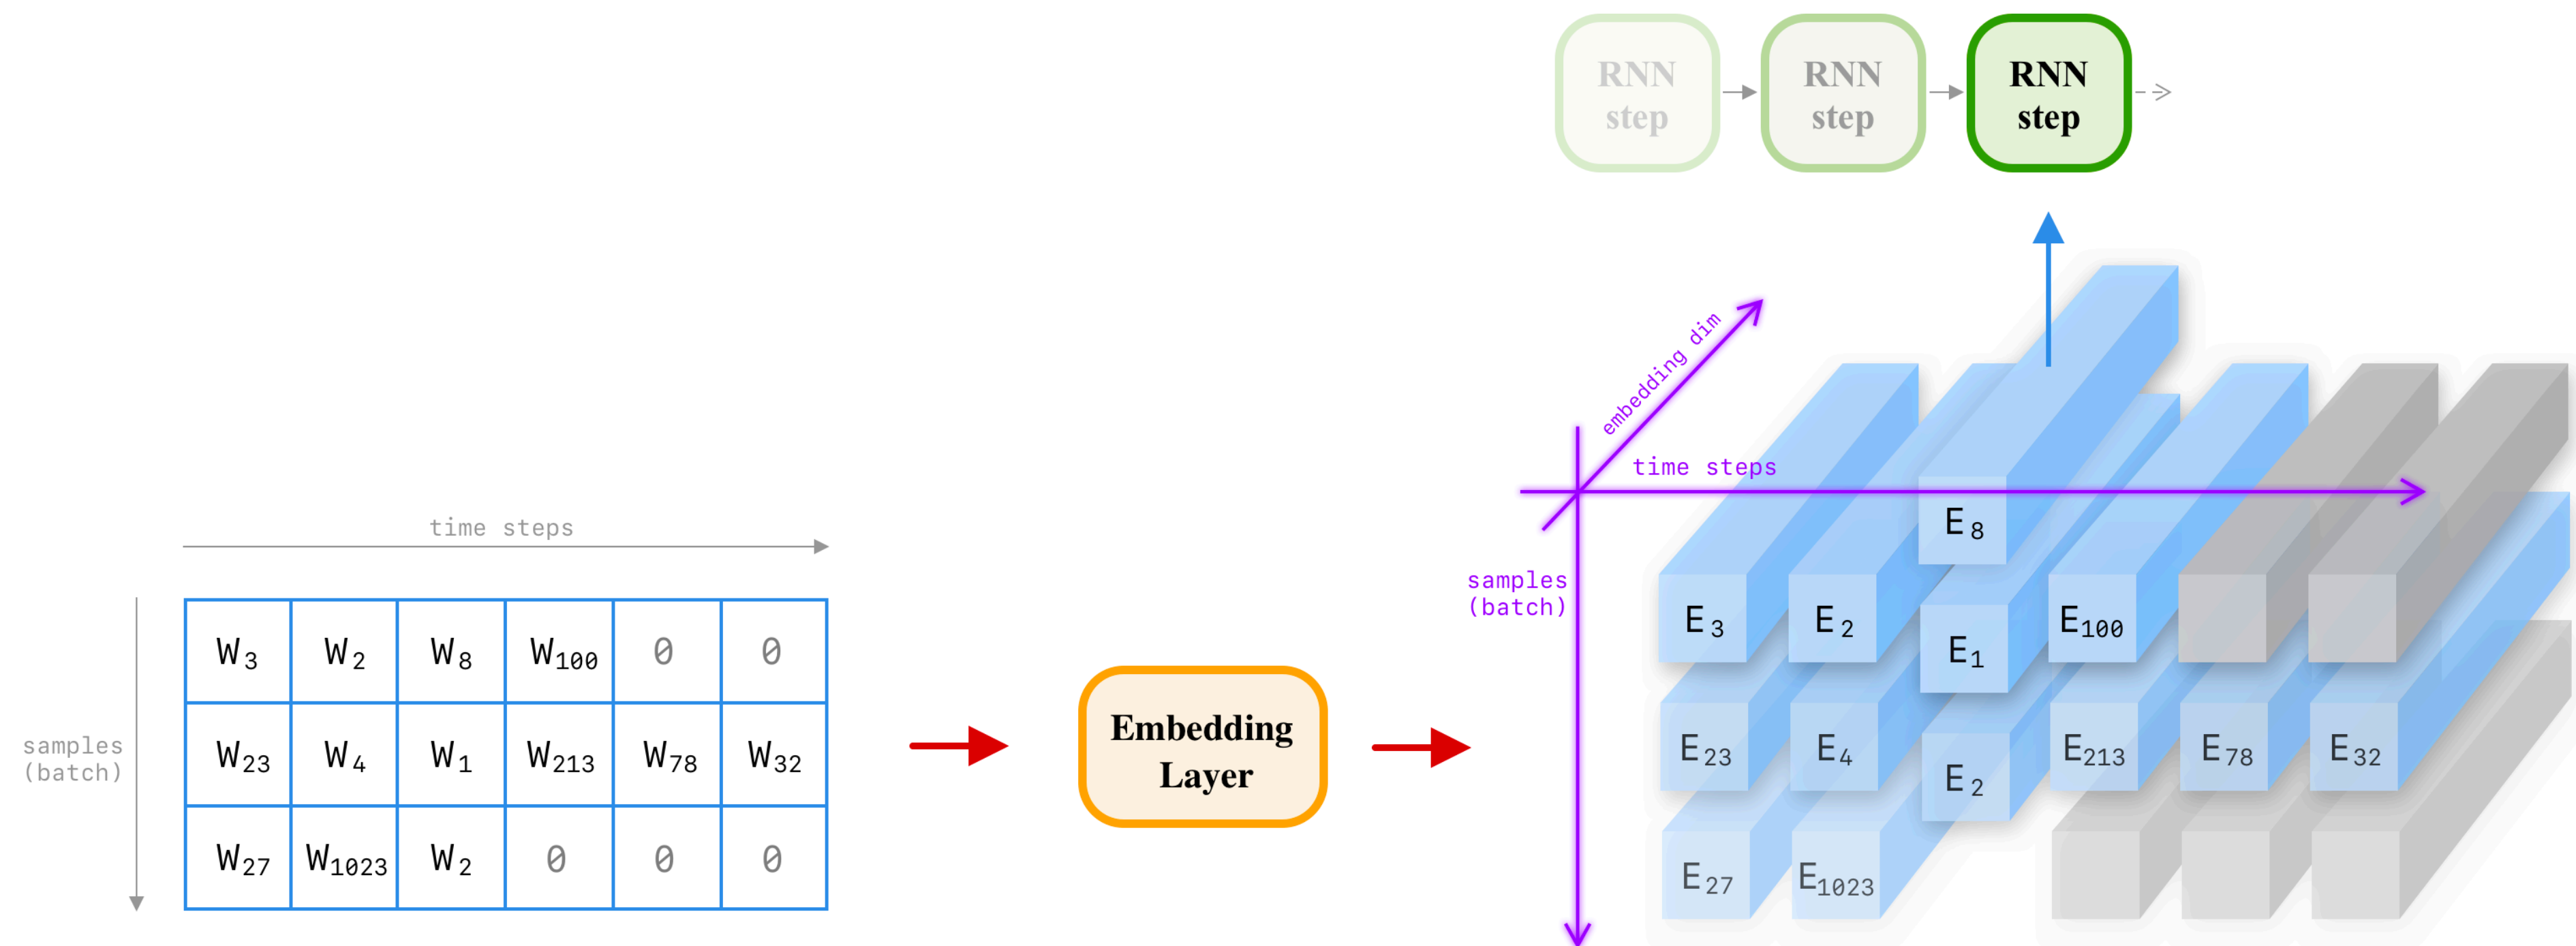 RNN
step
RNN
step
RNN
step
embedding dim
time steps
samples
(batch)
E8
E3
E2
E1
E100
E23
E4
E2
E213
E78
E32
E27
E1023
time steps
samples
(batch)
W3 W2 W8 W100 0 0
W23 W4 W1 W213 W78 W32
W27 W1023 W2 0 0 0
Embedding
Layer